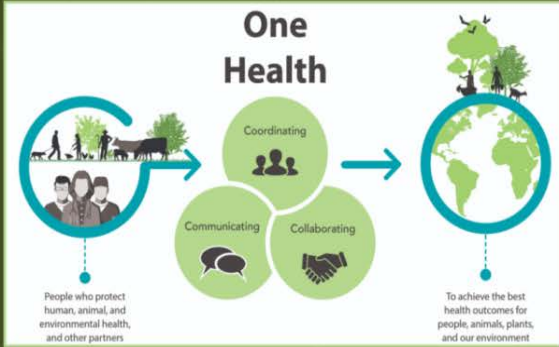 One
Health
Coordinating
Communicating
Collaborating
People who protect
human, animal, and
environmental health,
and other partners
To achieve the best
health outcomes for
people, animals, plants,
and our environment